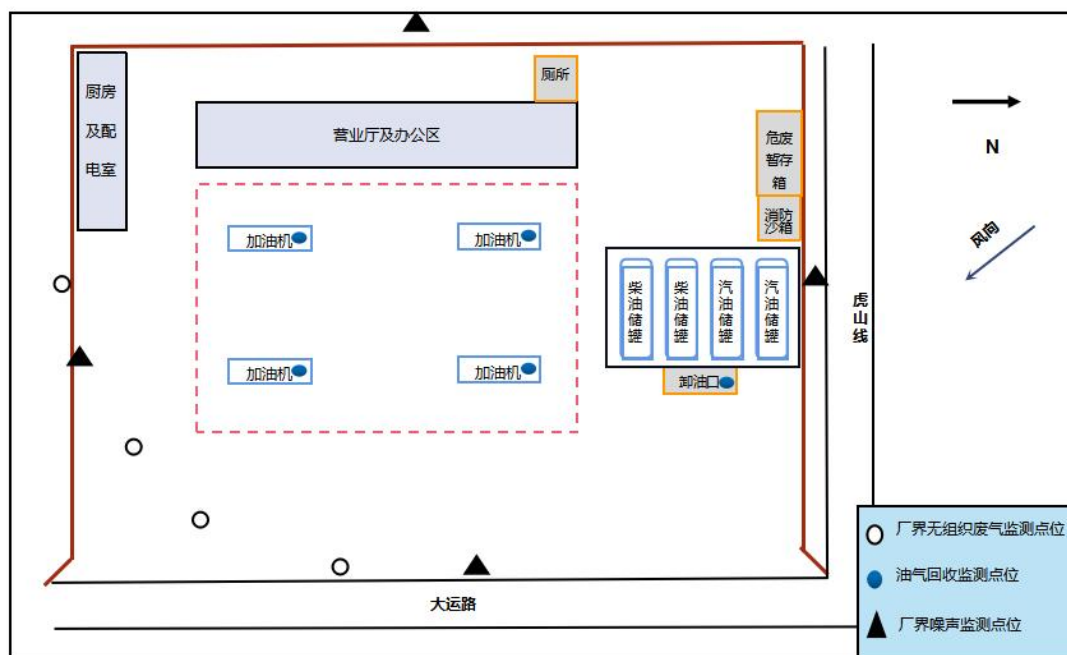 厕所
厨房
及配
电室
营业厅及办公区
危废
暂存
箱
N
消防
沙箱
风向
加油机
加油机
柴油储罐
柴油储罐
汽油储罐
汽油储罐
虎山线
加油机
加油机
卸油口
厂界无组织废气监测点位
油气回收监测点位
大运路
厂界噪声监测点位